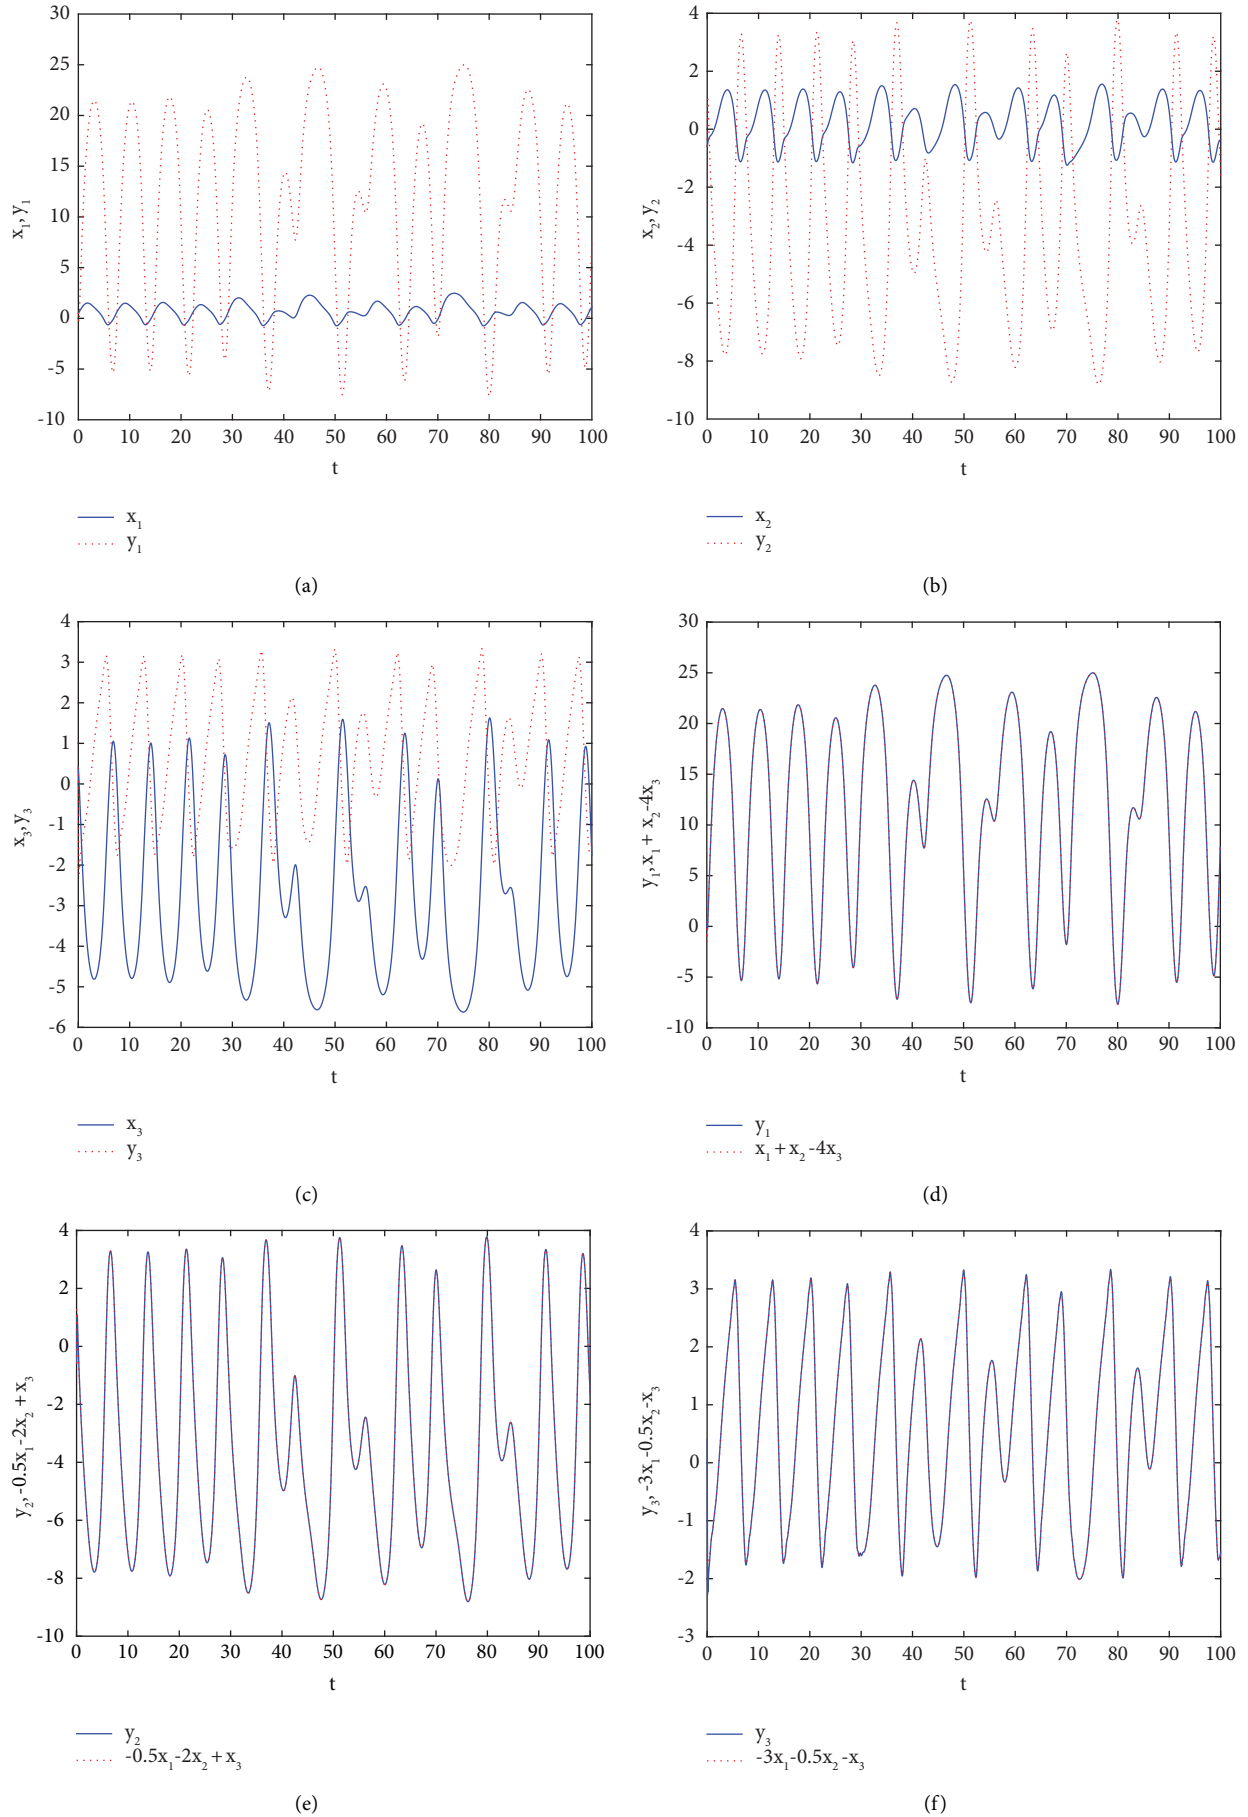 30
25
20
15
10
5
0
-5
-10
x₁, y₁
0 10 20 30 40 50 60 70 80 90 100
t
x₁
y₁
(a)
4
2
0
-2
-4
-6
-8
-10
x₂, y₂
0 10 20 30 40 50 60 70 80 90 100
t
x₂
y₂
(b)
4
3
2
1
0
-1
-2
-3
-4
-5
-6
x₃, y₃
0 10 20 30 40 50 60 70 80 90 100
t
x₃
y₃
(c)
30
25
20
15
10
5
0
-5
-10
y₁, x₁ + x₂ -4x₃
0 10 20 30 40 50 60 70 80 90 100
t
y₁
x₁ + x₂ -4x₃
(d)
4
2
0
-2
-4
-6
-8
-10
y₂, -0.5x₁-2x₂ + x₃
0 10 20 30 40 50 60 70 80 90 100
t
y₂
-0.5x₁-2x₂ + x₃
(e)
4
3
2
1
0
-1
-2
-3
y₃, -3x₁-0.5x₂-x₃
0 10 20 30 40 50 60 70 80 90 100
t
y₃
-3x₁-0.5x₂ -x₃
(f)